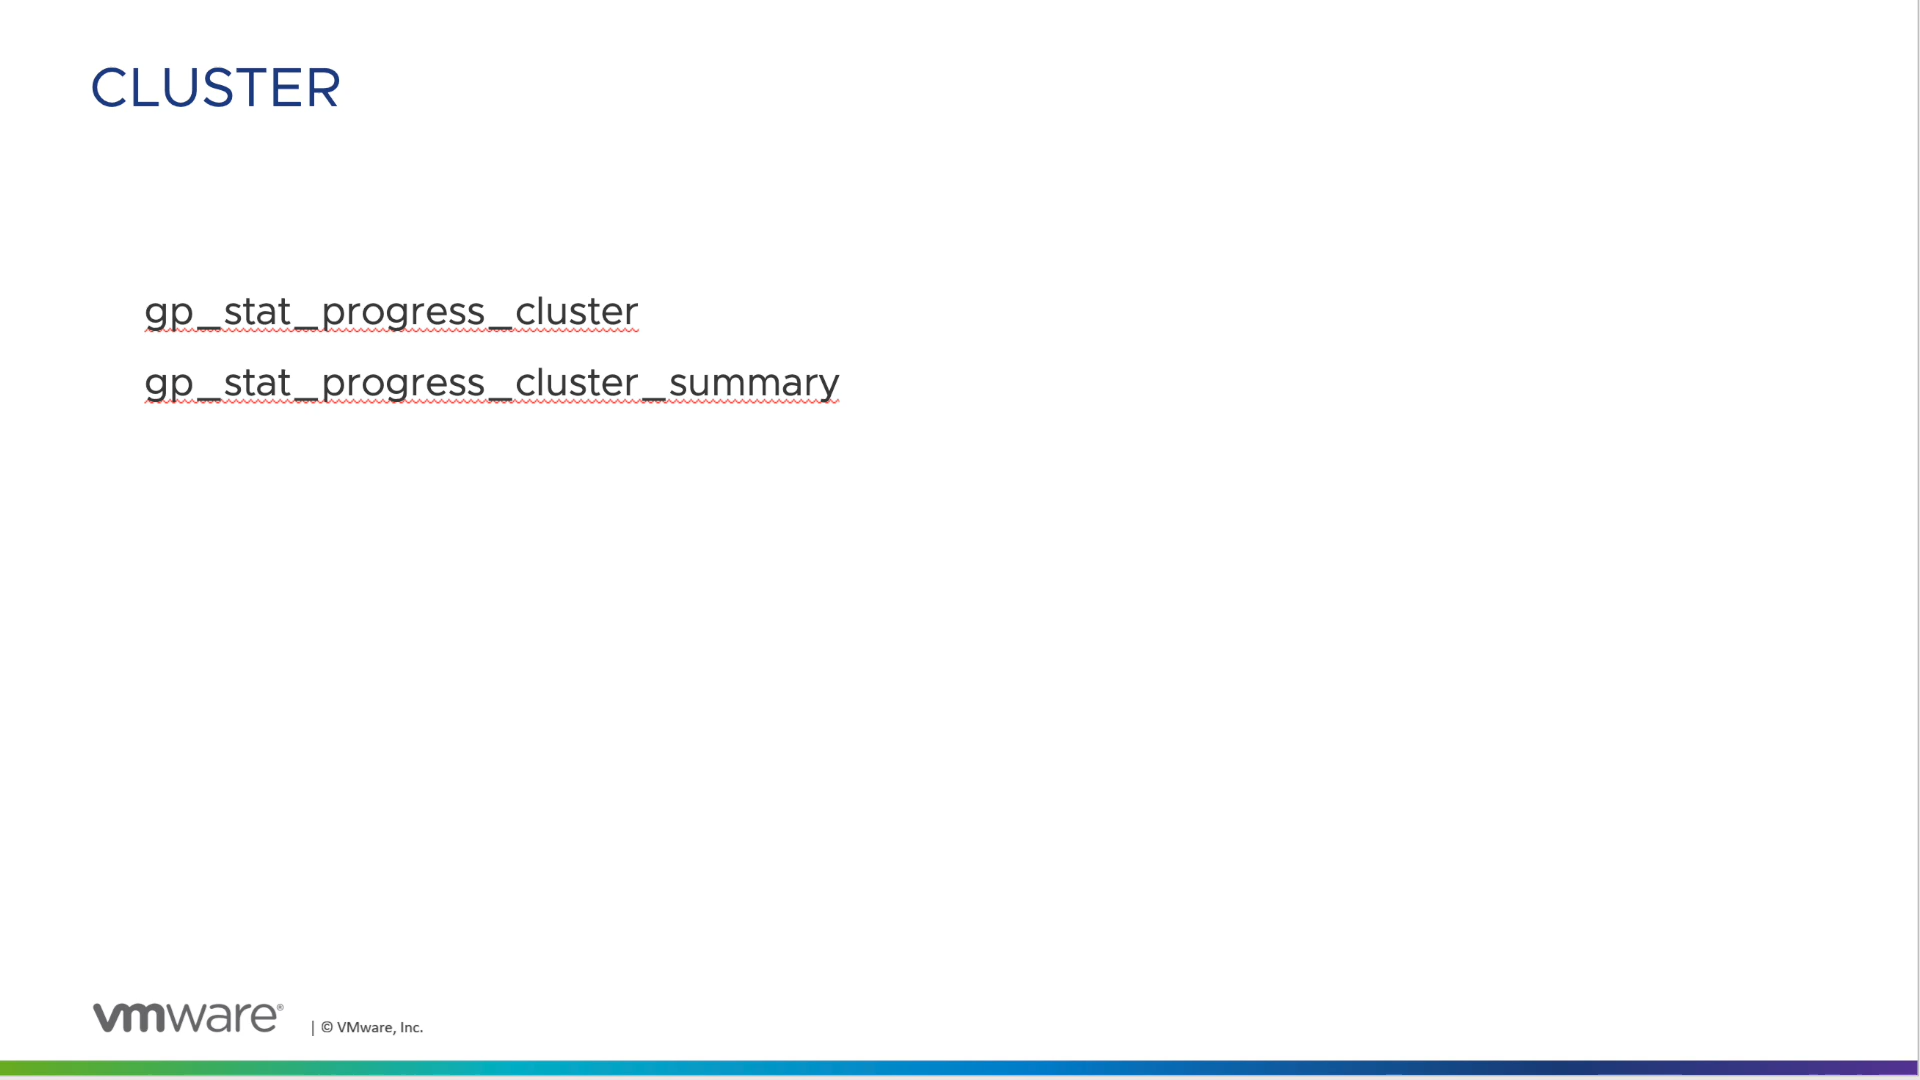 CLUSTER
gp_stat_progress_cluster
gp_stat_progress_cluster_summary
vmware® | © VMware, Inc.